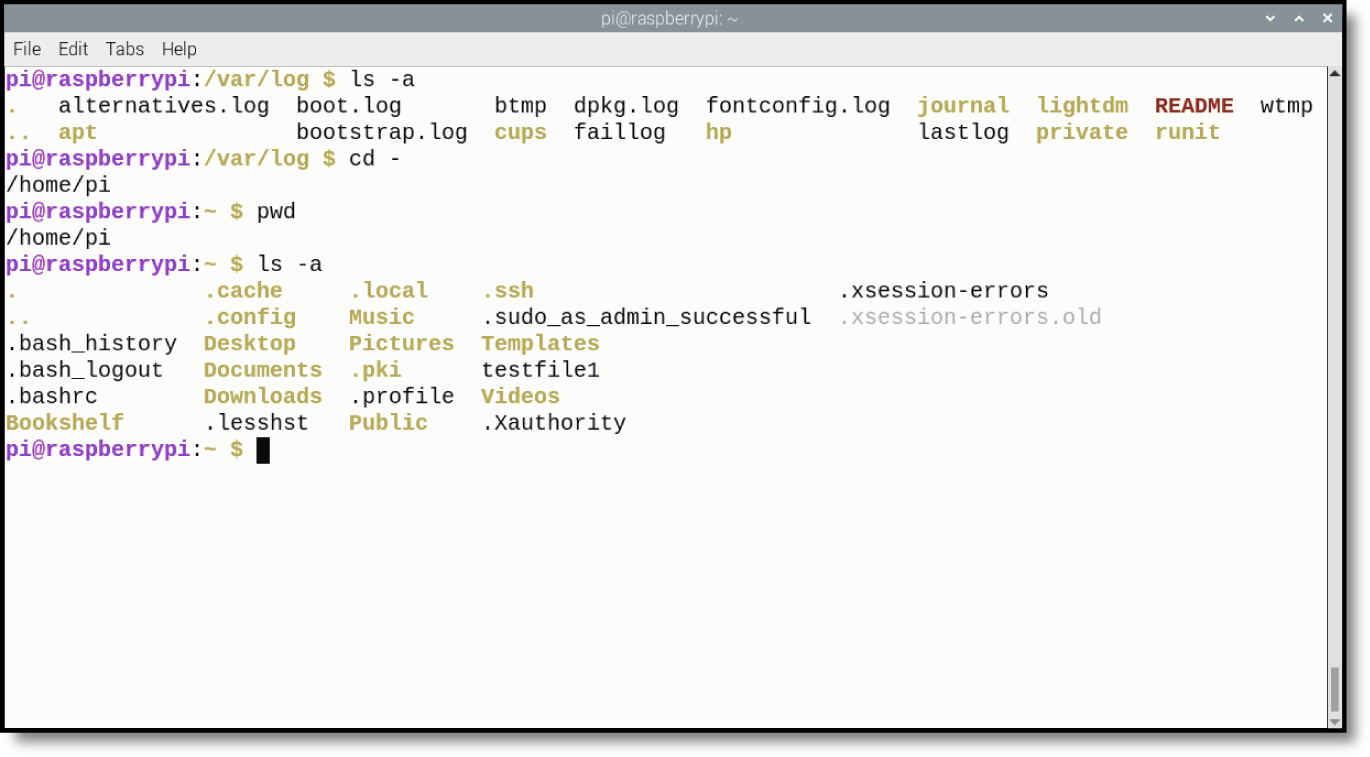 pi@raspberrypi: ~
File Edit Tabs Help
pi@raspberrypi:/var/log $ ls -a
.   alternatives.log  boot.log       btmp  dpkg.log  fontconfig.log  journal  lightdm  README  wtmp
..  apt               bootstrap.log  cups  faillog   hp              lastlog  private  runit
pi@raspberrypi:/var/log $ cd -
/home/pi
pi@raspberrypi:~ $ pwd
/home/pi
pi@raspberrypi:~ $ ls -a
.              .cache     .local    .ssh                       .xsession-errors
..             .config    Music     .sudo_as_admin_successful  .xsession-errors.old
.bash_history  Desktop    Pictures  Templates
.bash_logout   Documents  .pki      testfile1
.bashrc        Downloads  .profile  Videos
Bookshelf      .lesshst   Public    .Xauthority
pi@raspberrypi:~ $